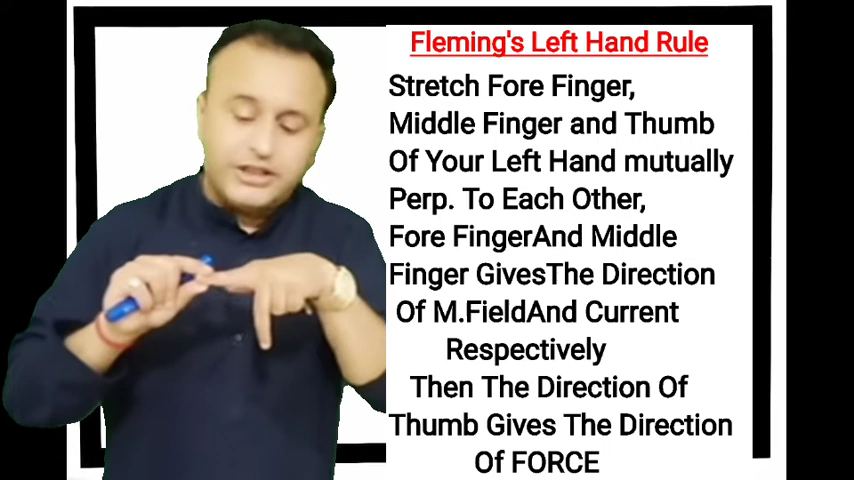 Fleming's Left Hand Rule
Stretch Fore Finger,
Middle Finger and Thumb
Of Your Left Hand mutually
Perp. To Each Other,
Fore FingerAnd Middle
Finger GivesThe Direction
Of M.FieldAnd Current
Respectively
Then The Direction Of
Thumb Gives The Direction
Of FORCE